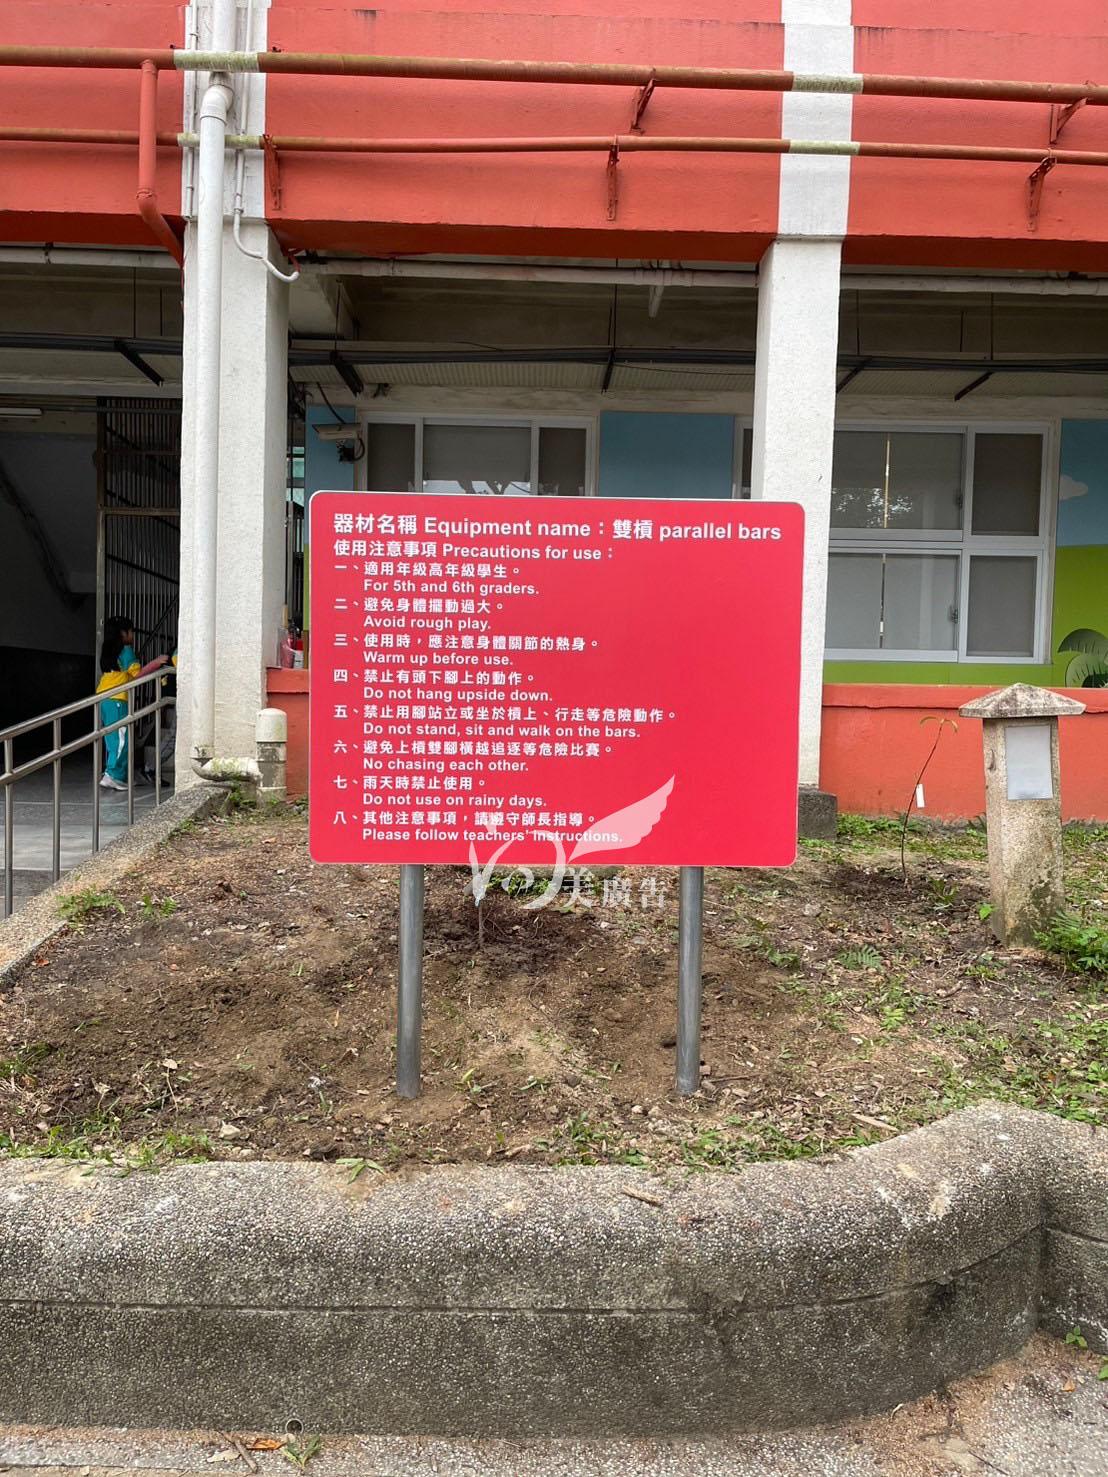 器材名稱 Equipment name：雙槓 parallel bars
使用注意事項 Precautions for use：
一、適用年級高年級學生。
For 5th and 6th graders.
二、避免身體擺動過大。
Avoid rough play.
三、使用時，應注意身體關節的熱身。
Warm up before use.
四、禁止有頭下腳上的動作。
Do not hang upside down.
五、禁止用腳站立或坐於槓上、行走等危險動作。
Do not stand, sit and walk on the bars.
六、避免上槓雙腳橫越追逐等危險比賽。
No chasing each other.
七、雨天時禁止使用。
Do not use on rainy days.
八、其他注意事項，請遵守師長指導。
Please follow teachers' instructions.
美廣告